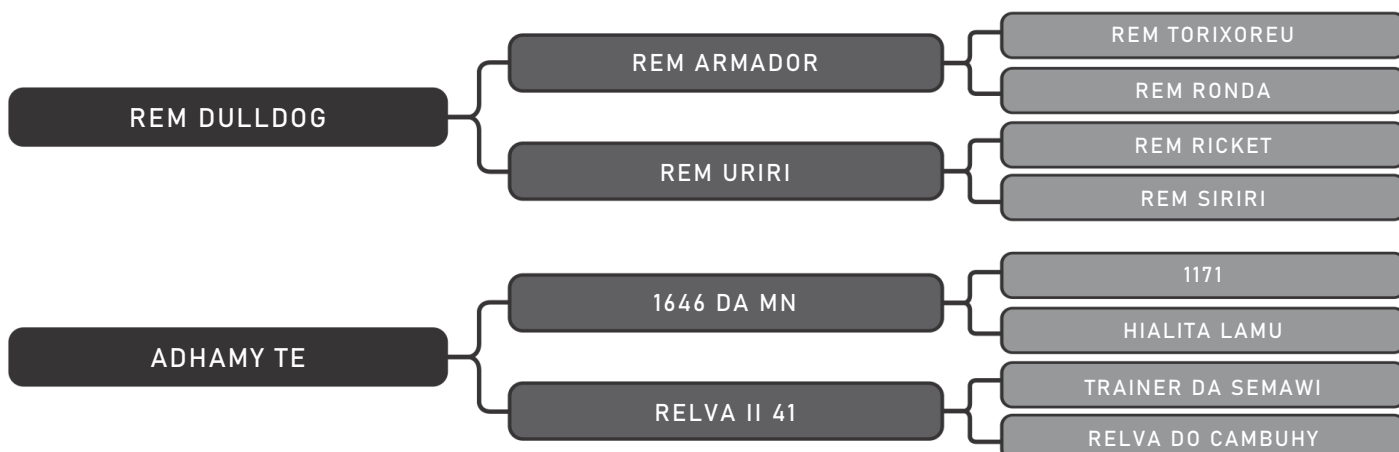 REM TORIXOREU
REM ARMADOR
REM RONDA
REM DULLDOG
REM RICKET
REM URIRI
REM SIRIRI
1171
1646 DA MN
HIALITA LAMU
ADHAMY TE
TRAINER DA SEMAWI
RELVA II 41
RELVA DO CAMBUHY